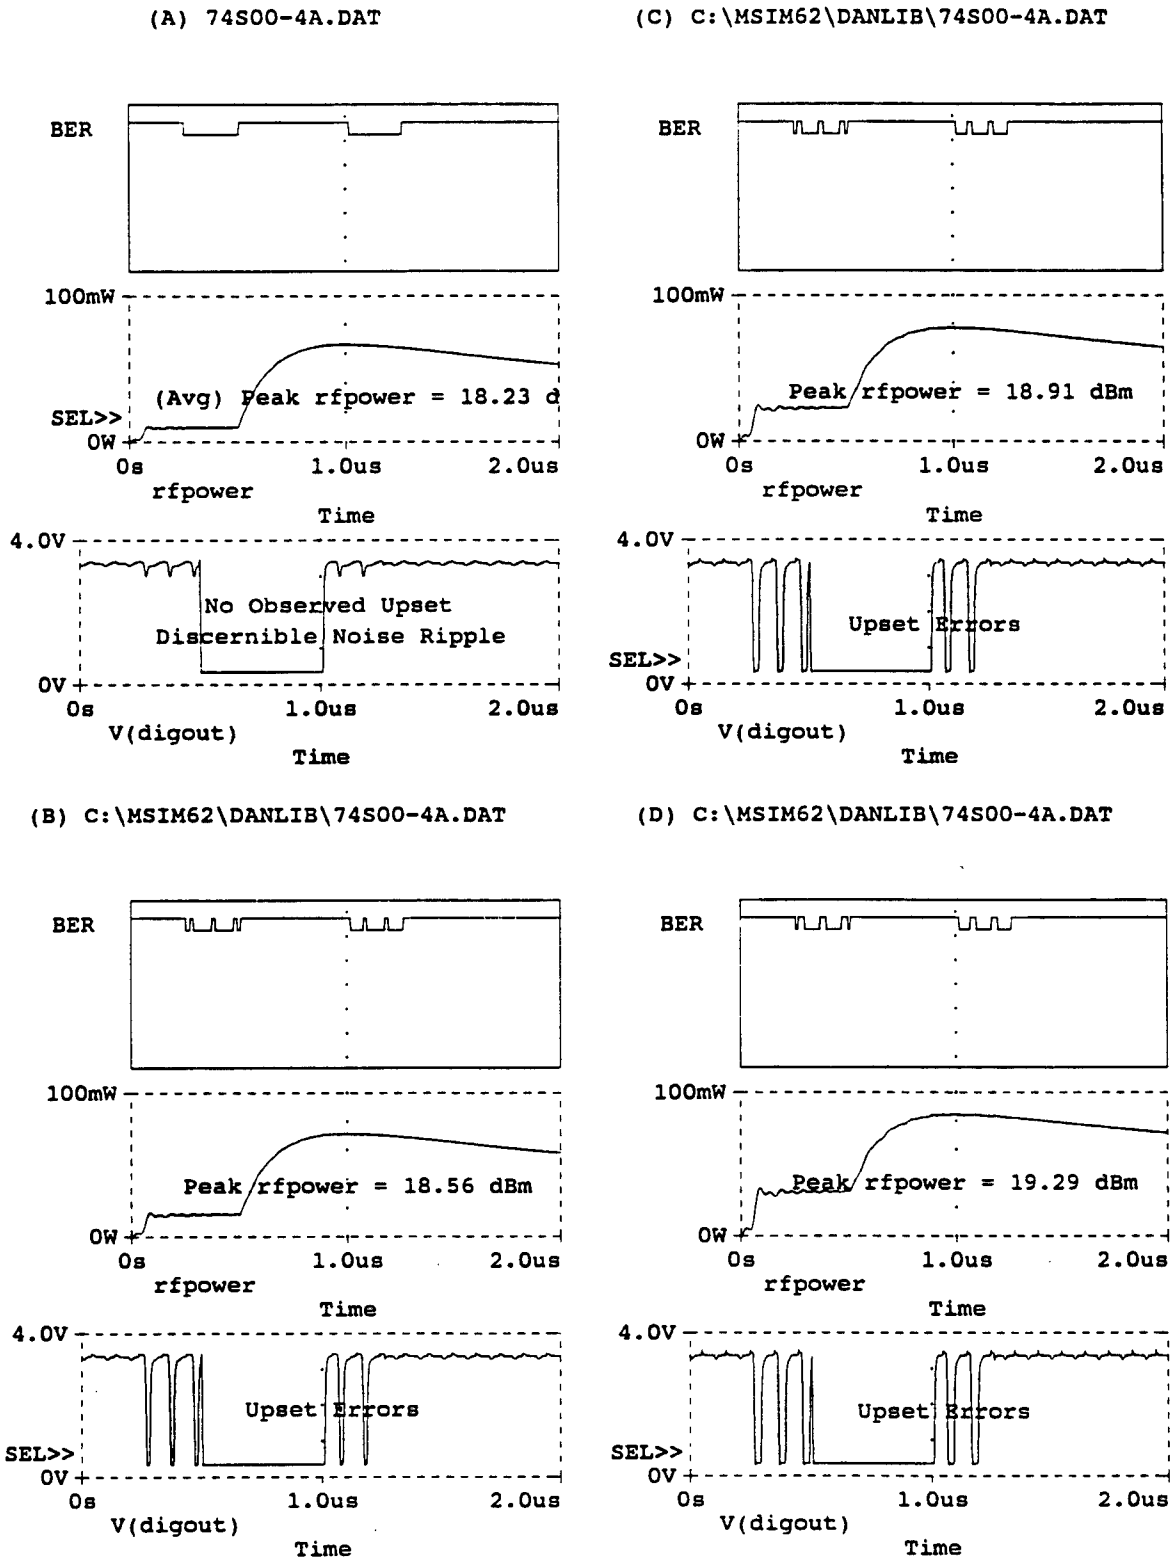 (A) 74S00-4A.DAT
BER
100mW
(Avg) Peak rfpower = 18.23 d
SEL>>
0W
0s 1.0us 2.0us
rfpower
Time
4.0V
No Observed Upset
Discernible Noise Ripple
0V
0s 1.0us 2.0us
V(digout)
Time
(C) C:\MSIM62\DANLIB\74S00-4A.DAT
BER
100mW
Peak rfpower = 18.91 dBm
0W
0s 1.0us 2.0us
rfpower
Time
4.0V
Upset Errors
SEL>>
0V
0s 1.0us 2.0us
V(digout)
Time
(B) C:\MSIM62\DANLIB\74S00-4A.DAT
BER
100mW
Peak rfpower = 18.56 dBm
0W
0s 1.0us 2.0us
rfpower
Time
4.0V
Upset Errors
SEL>>
0V
0s 1.0us 2.0us
V(digout)
Time
(D) C:\MSIM62\DANLIB\74S00-4A.DAT
BER
100mW
Peak rfpower = 19.29 dBm
0W
0s 1.0us 2.0us
rfpower
Time
4.0V
Upset Errors
SEL>>
0V
0s 1.0us 2.0us
V(digout)
Time